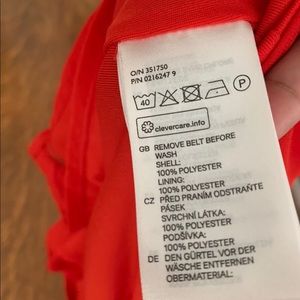 O/N 351750
P/N 0216247 9
40 P
clevercare.info
GB REMOVE BELT BEFORE
WASH
SHELL:
100% POLYESTER
LINING:
100% POLYESTER
CZ PŘED PRANÍM ODSTRAŇTE
PÁSEK
SVRCHNÍ LÁTKA:
100% POLYESTER
PODŠÍVKA:
100% POLYESTER
DE DEN GÜRTEL VOR DER
WÄSCHE ENTFERNEN
OBERMATERIAL: